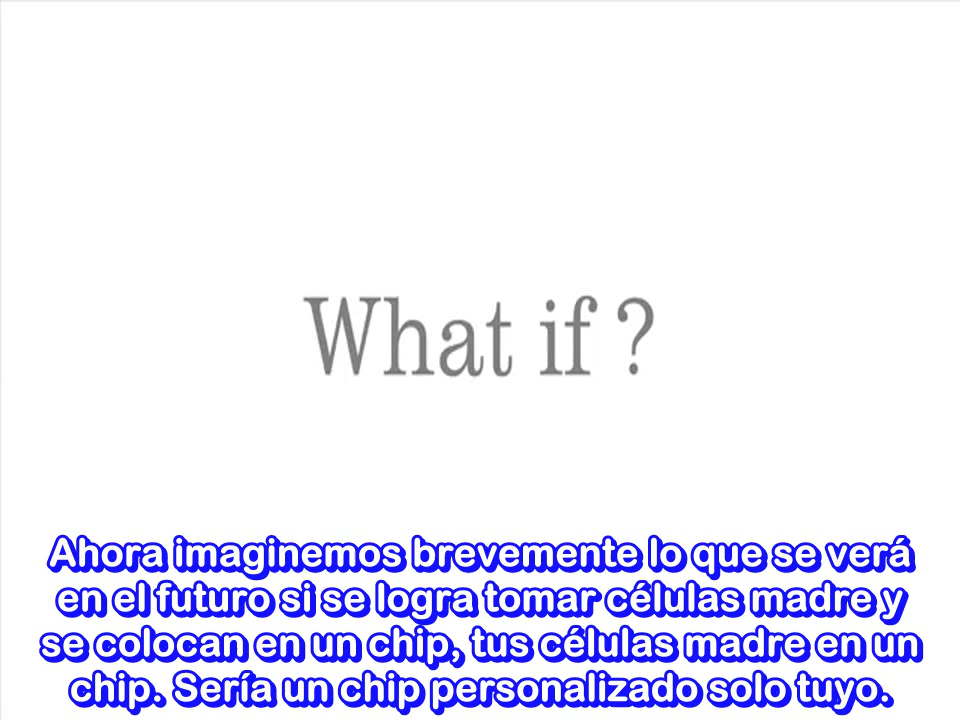 What if ?
Ahora imaginemos brevemente lo que se verá
en el futuro si se logra tomar células madre y
se colocan en un chip, tus células madre en un
chip. Sería un chip personalizado solo tuyo.